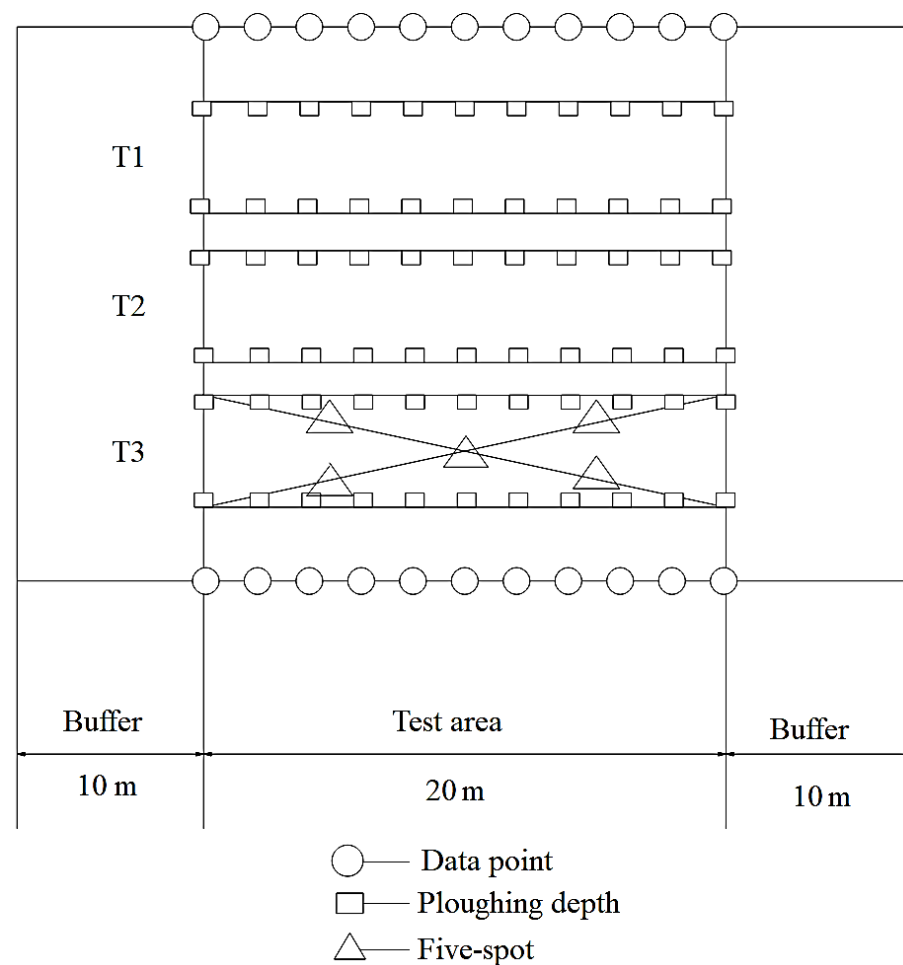 T1
T2
T3
Buffer
Test area
Buffer
10 m
20 m
10 m
Data point
Ploughing depth
Five-spot